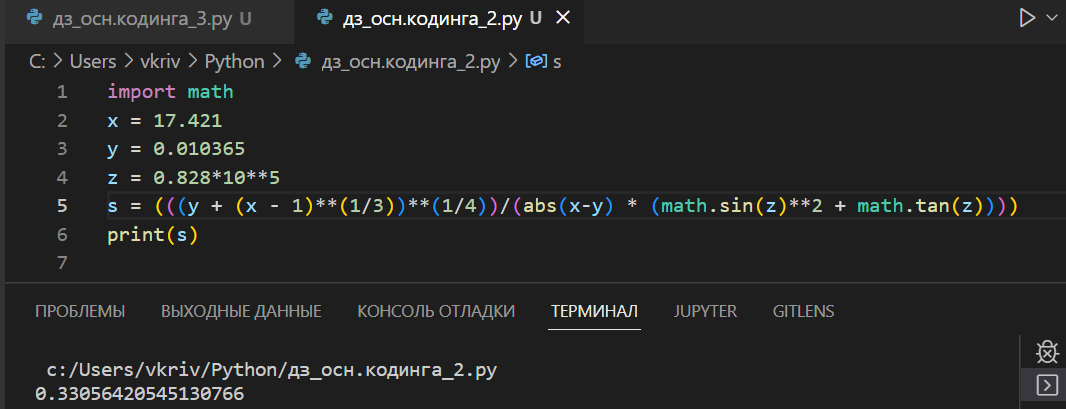 дз_осн.кодинга_3.py U дз_осн.кодинга_2.py U
C: > Users > vkriv > Python > дз_осн.кодинга_2.py > s
1 import math
2 x = 17.421
3 y = 0.010365
4 z = 0.828*10**5
5 s = (((y + (x - 1)**(1/3))**(1/4))/(abs(x-y) * (math.sin(z)**2 + math.tan(z))))
6 print(s)
7
ПРОБЛЕМЫ ВЫХОДНЫЕ ДАННЫЕ КОНСОЛЬ ОТЛАДКИ ТЕРМИНАЛ JUPYTER GITLENS
c:/Users/vkriv/Python/дз_осн.кодинга_2.py
0.33056420545130766